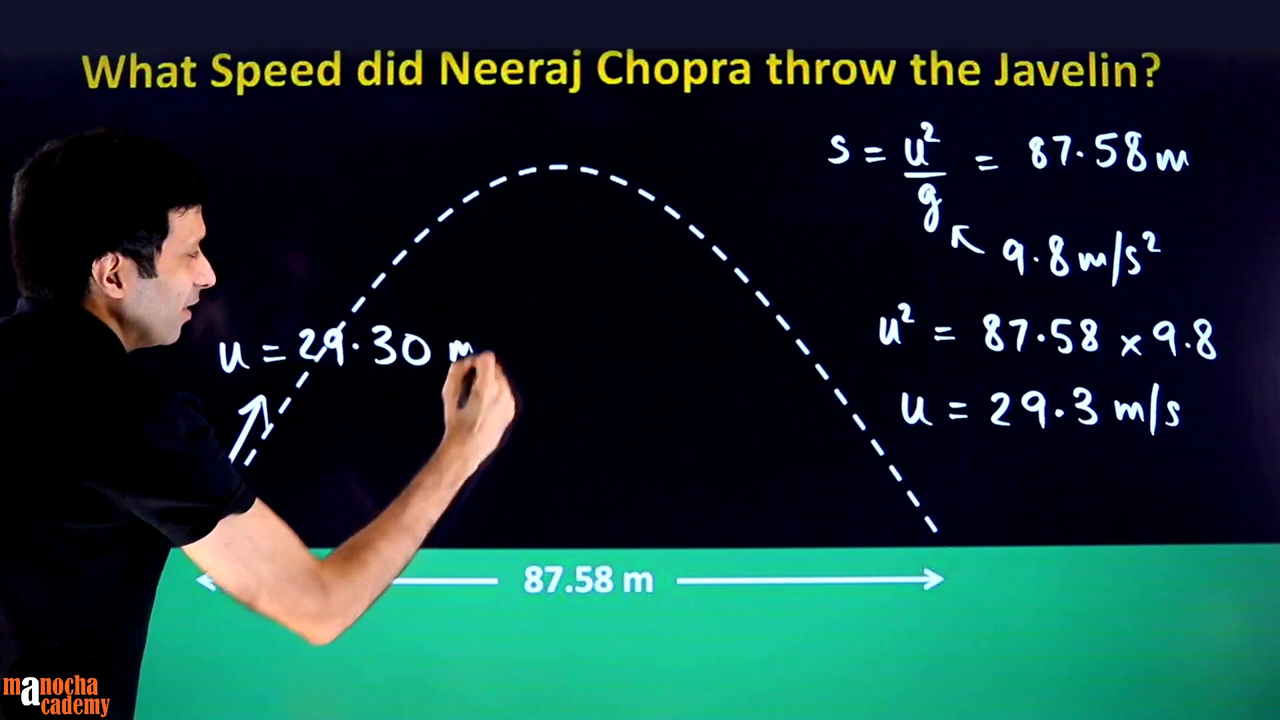 What Speed did Neeraj Chopra throw the Javelin?
s = u²/g = 87.58 m
9.8 m/s²
u² = 87.58 × 9.8
u = 29.3 m/s
u = 29.30 m
87.58 m
manocha
academy